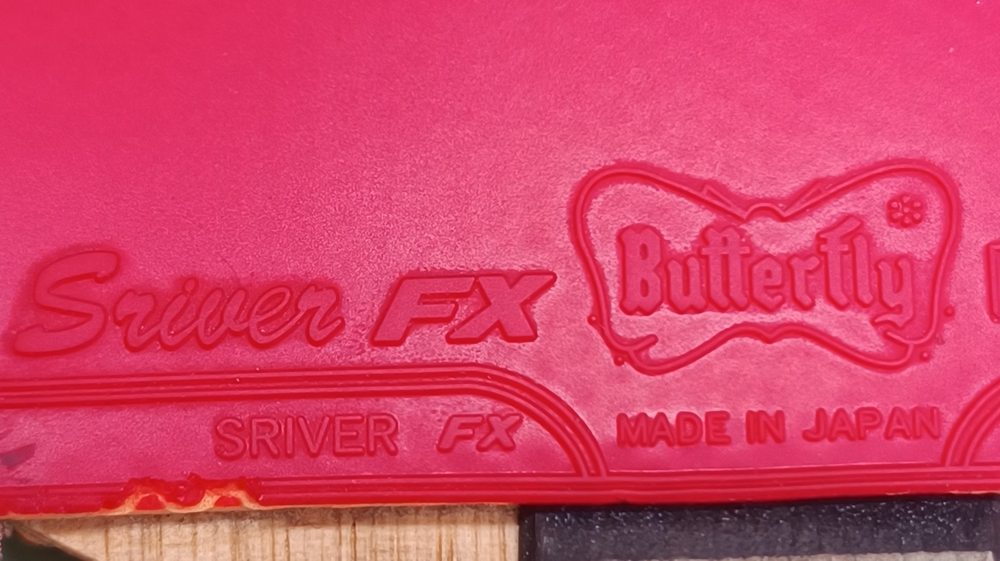 Sriver FX
Butterfly
SRIVER FX
MADE IN JAPAN